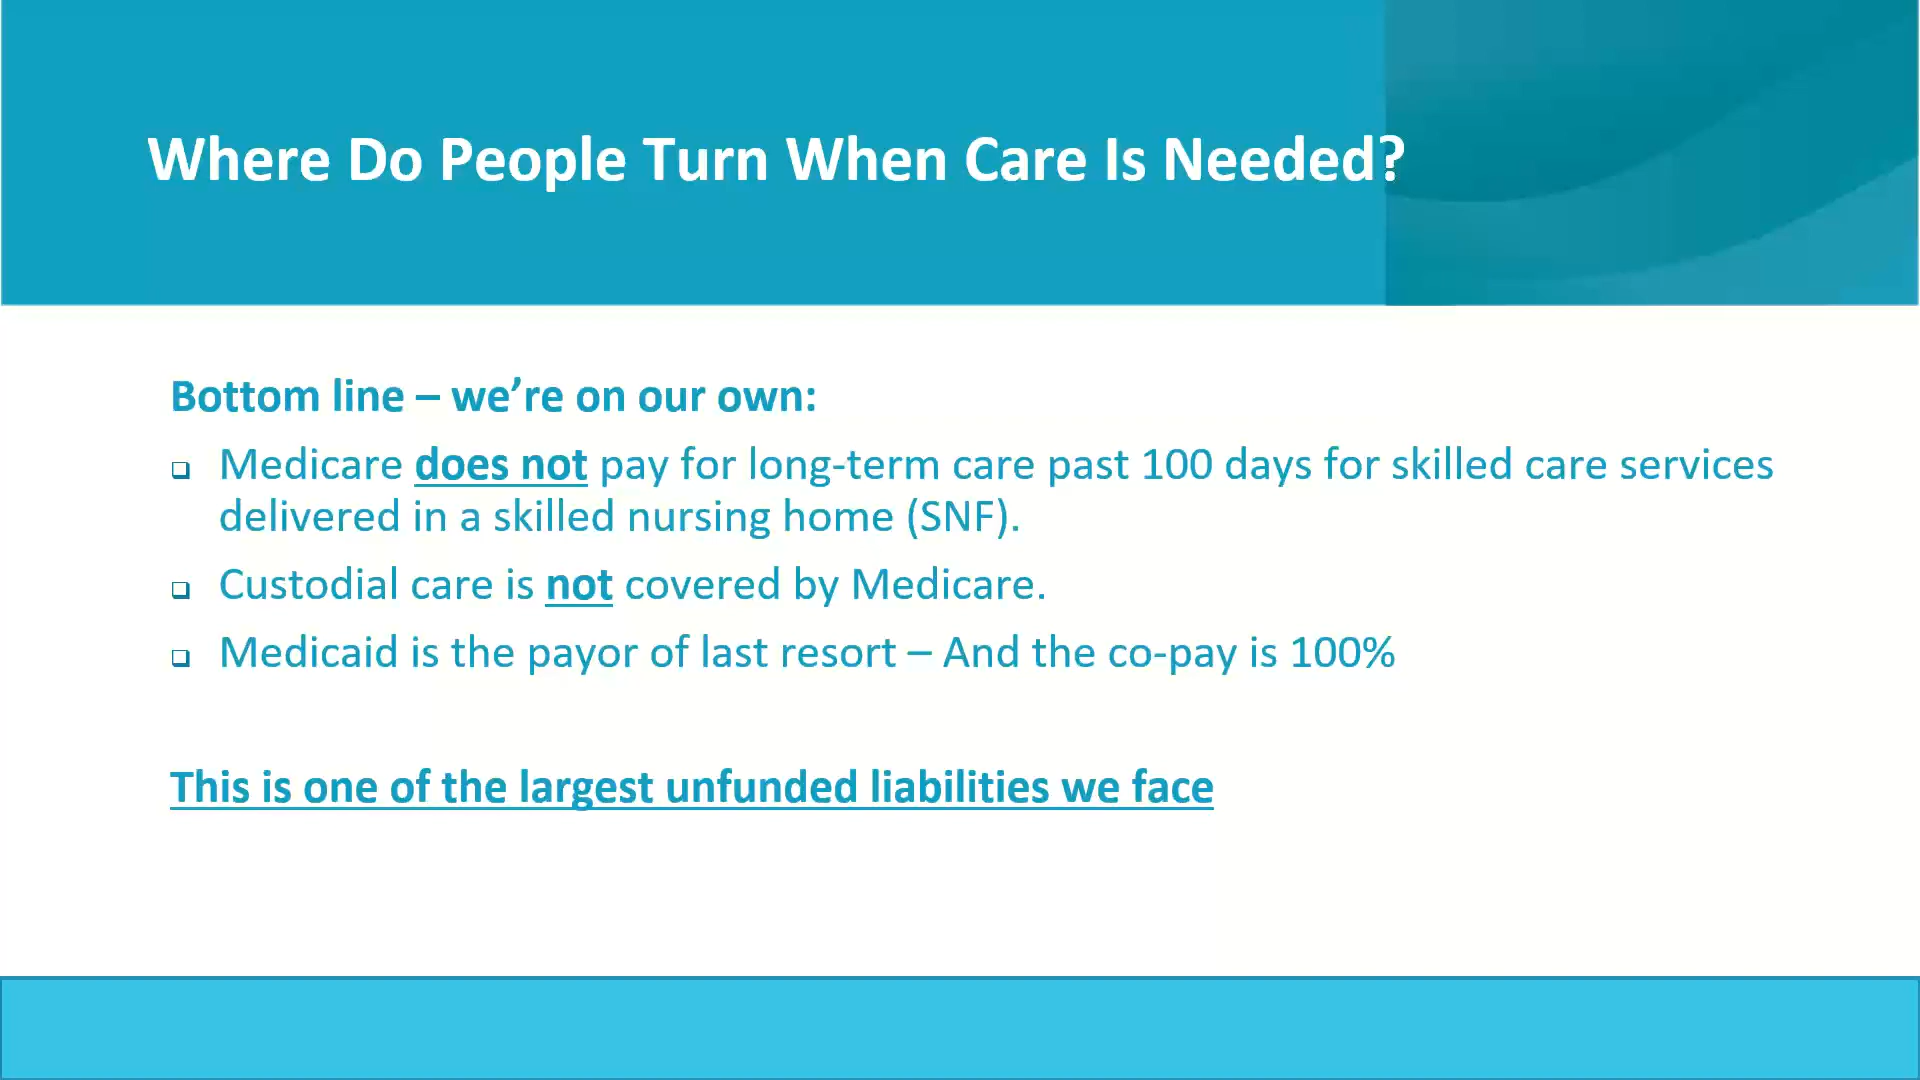 Where Do People Turn When Care Is Needed?
Bottom line – we’re on our own:
❑ Medicare does not pay for long-term care past 100 days for skilled care services
delivered in a skilled nursing home (SNF).
❑ Custodial care is not covered by Medicare.
❑ Medicaid is the payor of last resort – And the co-pay is 100%
This is one of the largest unfunded liabilities we face